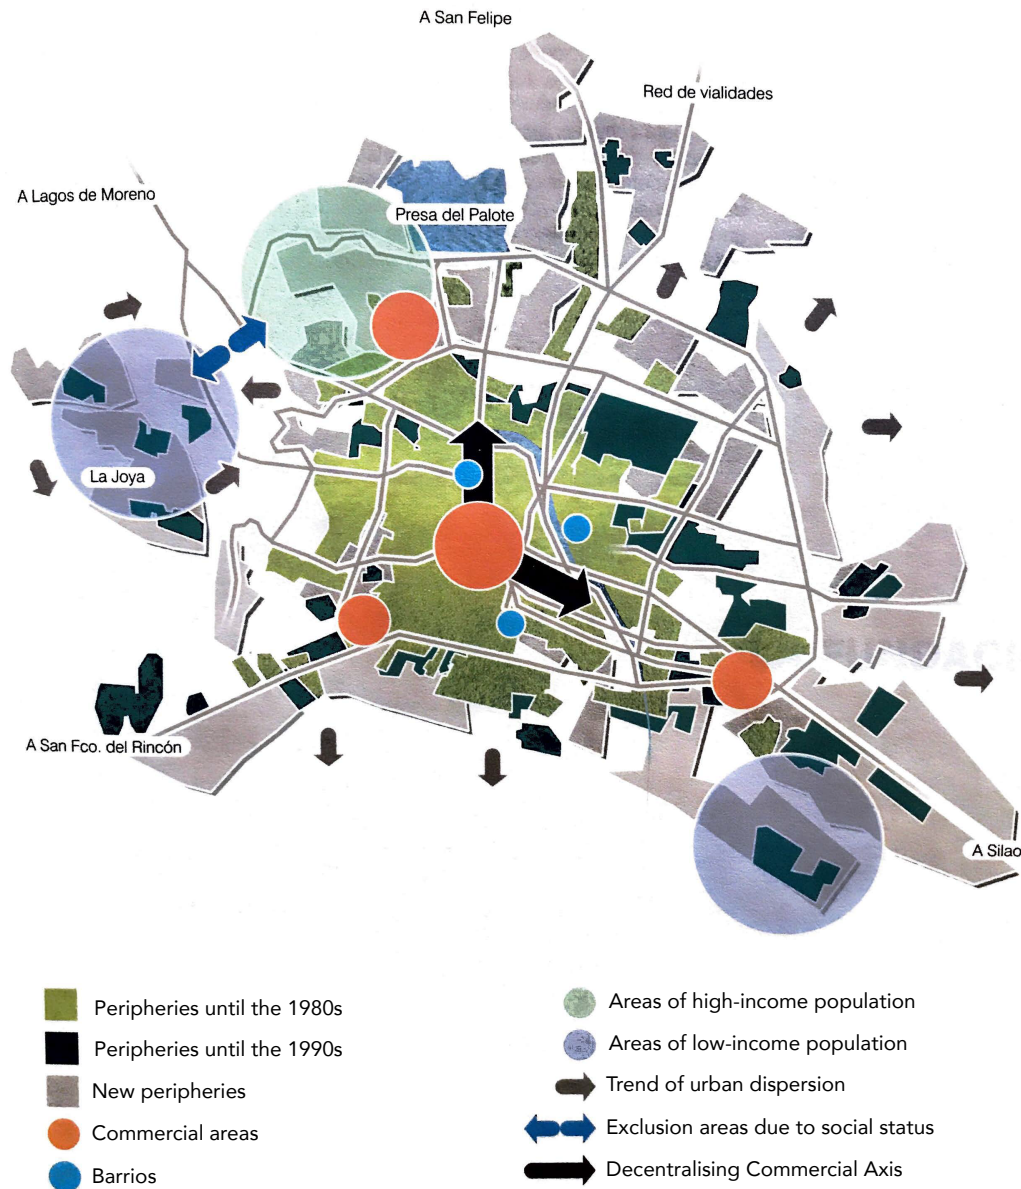 A San Felipe
Red de vialidades
A Lagos de Moreno
Presa del Palote
La Joya
A San Fco. del Rincón
A Silao
Peripheries until the 1980s
Peripheries until the 1990s
New peripheries
Commercial areas
Barrios
Areas of high-income population
Areas of low-income population
Trend of urban dispersion
Exclusion areas due to social status
Decentralising Commercial Axis